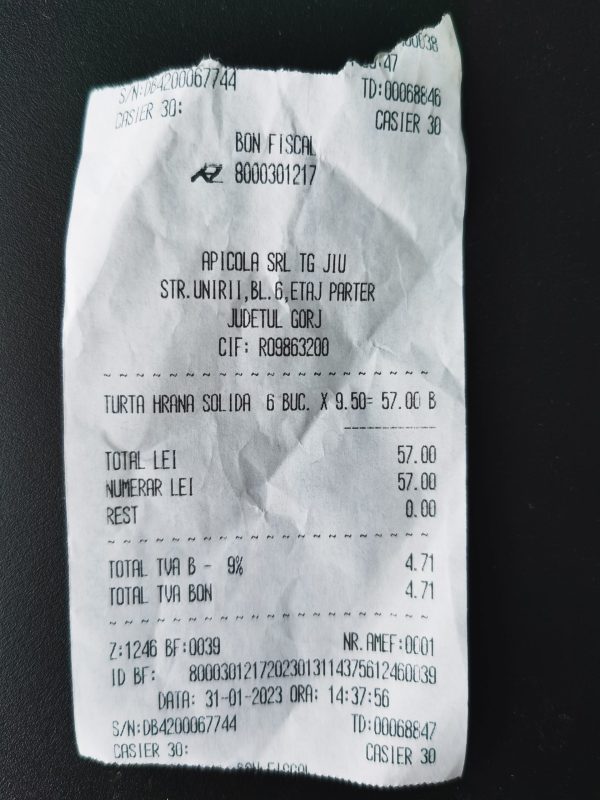 0038
:47
S/N:DB4200067744 TD:00068846
CASIER 30: CASIER 30
BON FISCAL
8000301217
APICOLA SRL TG JIU
STR.UNIRII,BL.6,ETAJ PARTER
JUDETUL GORJ
CIF: RO9863200
~ ~ ~ ~ ~ ~ ~ ~ ~ ~ ~ ~ ~ ~ ~ ~ ~ ~ ~ ~
TURTA HRANA SOLIDA 6 BUC. X 9.50= 57.00 B
------------
TOTAL LEI 57.00
NUMERAR LEI 57.00
REST 0.00
~ ~ ~ ~ ~ ~ ~ ~ ~ ~ ~ ~ ~ ~ ~ ~ ~ ~ ~ ~
TOTAL TVA B - 9% 4.71
TOTAL TVA BON 4.71
~ ~ ~ ~ ~ ~ ~ ~ ~ ~ ~ ~ ~ ~ ~ ~ ~ ~ ~ ~
Z:1246 BF:0039 NR.AMEF:0001
ID BF: 80003012172023013114375612460039
DATA: 31-01-2023 ORA: 14:37:56
S/N:DB4200067744 TD:00068847
CASIER 30: CASIER 30
BON FISCAL